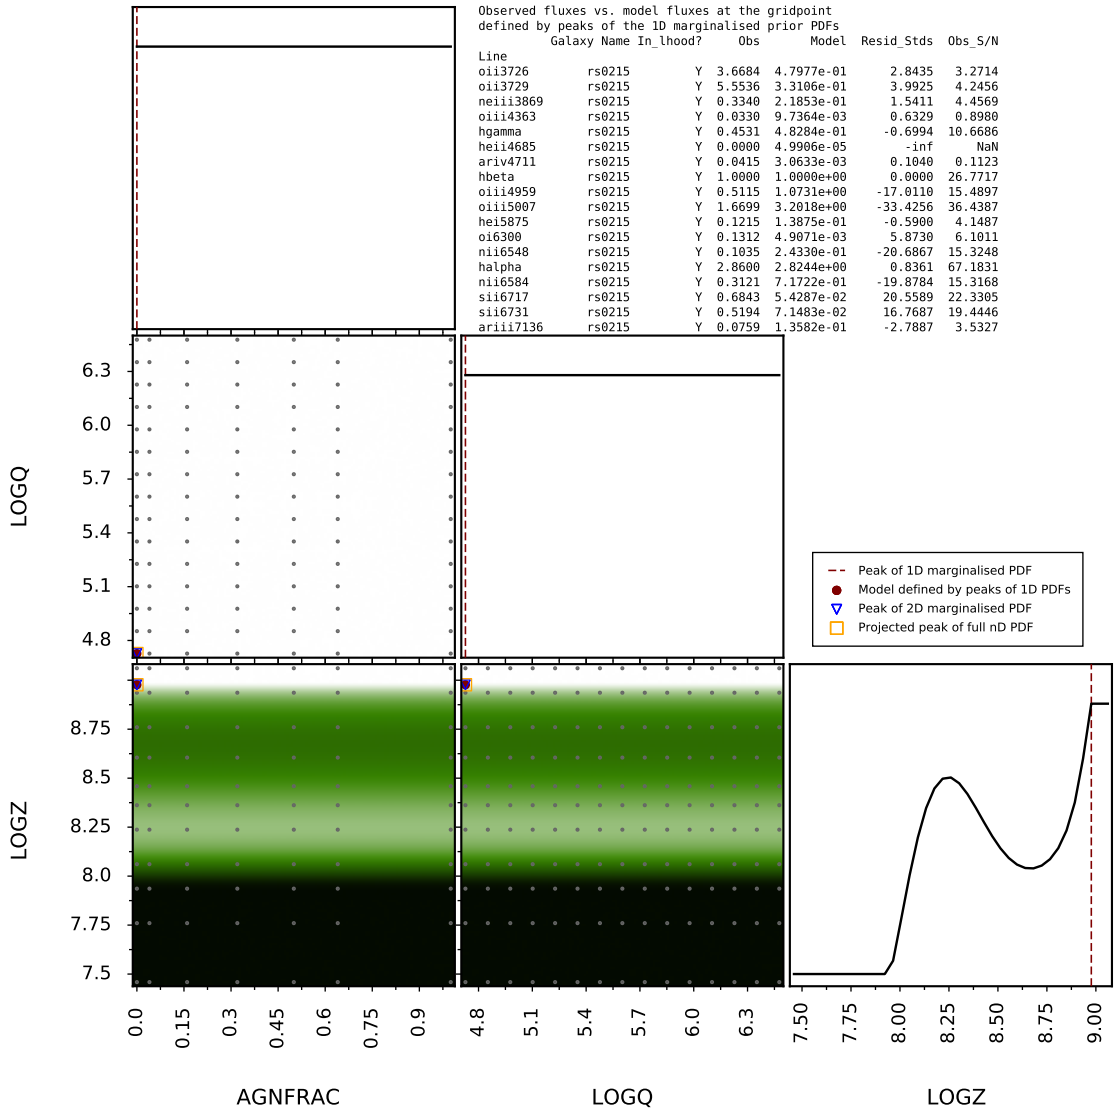 Observed fluxes vs. model fluxes at the gridpoint
defined by peaks of the 1D marginalised prior PDFs
Galaxy Name In_lhood? Obs Model Resid_Stds Obs_S/N
Line
oii3726 rs0215 Y 3.6684 4.7977e-01 2.8435 3.2714
oii3729 rs0215 Y 5.5536 3.3106e-01 3.9925 4.2456
neiii3869 rs0215 Y 0.3340 2.1853e-01 1.5411 4.4569
oiii4363 rs0215 Y 0.0330 9.7364e-03 0.6329 0.8980
hgamma rs0215 Y 0.4531 4.8284e-01 -0.6994 10.6686
heii4685 rs0215 Y 0.0000 4.9906e-05 -inf NaN
ariv4711 rs0215 Y 0.0415 3.0633e-03 0.1040 0.1123
hbeta rs0215 Y 1.0000 1.0000e+00 0.0000 26.7717
oiii4959 rs0215 Y 0.5115 1.0731e+00 -17.0110 15.4897
oiii5007 rs0215 Y 1.6699 3.2018e+00 -33.4256 36.4387
hei5875 rs0215 Y 0.1215 1.3875e-01 -0.5900 4.1487
oi6300 rs0215 Y 0.1312 4.9071e-03 5.8730 6.1011
nii6548 rs0215 Y 0.1035 2.4330e-01 -20.6867 15.3248
halpha rs0215 Y 2.8600 2.8244e+00 0.8361 67.1831
nii6584 rs0215 Y 0.3121 7.1722e-01 -19.8784 15.3168
sii6717 rs0215 Y 0.6843 5.4287e-02 20.5589 22.3305
sii6731 rs0215 Y 0.5194 7.1483e-02 16.7687 19.4446
ariii7136 rs0215 Y 0.0759 1.3582e-01 -2.7887 3.5327
6.3
6.0
5.7
5.4
5.1
4.8
LOGQ
Peak of 1D marginalised PDF
Model defined by peaks of 1D PDFs
Peak of 2D marginalised PDF
Projected peak of full nD PDF
8.75
8.5
8.25
8.0
7.75
7.5
LOGZ
0.0 0.15 0.3 0.45 0.6 0.75 0.9
4.8 5.1 5.4 5.7 6.0 6.3
7.50 7.75 8.00 8.25 8.50 8.75 9.00
AGNFRAC LOGQ LOGZ